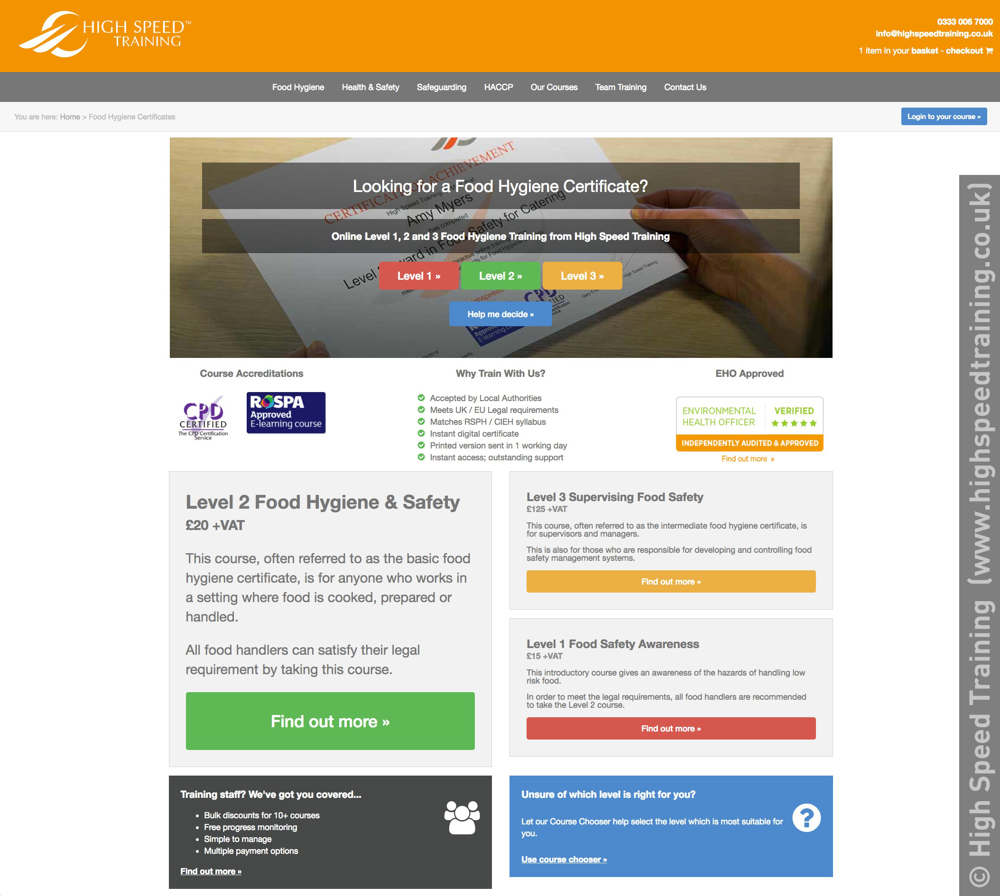 HIGH SPEED™
TRAINING
0333 006 7000
info@highspeedtraining.co.uk
1 item in your basket - checkout
Food Hygiene Health & Safety Safeguarding HACCP Our Courses Team Training Contact Us
You are here: Home > Food Hygiene Certificates
Login to your course »
CERTIFICATE OF ACHIEVEMENT
High Speed Training certifies that
Amy Myers
has completed
Looking for a Food Hygiene Certificate?
Online Level 1, 2 and 3 Food Hygiene Training from High Speed Training
Level 1 » Level 2 » Level 3 »
Help me decide »
Course Accreditations
CPD
CERTIFIED
The CPD Certification
Service
RoSPA
Approved
E-learning course
Why Train With Us?
Accepted by Local Authorities
Meets UK / EU Legal requirements
Matches RSPH / CIEH syllabus
Instant digital certificate
Printed version sent in 1 working day
Instant access; outstanding support
EHO Approved
ENVIRONMENTAL
HEALTH OFFICER
VERIFIED
INDEPENDENTLY AUDITED & APPROVED
Find out more »
Level 2 Food Hygiene & Safety
£20 +VAT
This course, often referred to as the basic food
hygiene certificate, is for anyone who works in
a setting where food is cooked, prepared or
handled.
All food handlers can satisfy their legal
requirement by taking this course.
Find out more »
Level 3 Supervising Food Safety
£125 +VAT
This course, often referred to as the intermediate food hygiene certificate, is
for supervisors and managers.
This is also for those who are responsible for developing and controlling food
safety management systems.
Find out more »
Level 1 Food Safety Awareness
£15 +VAT
This introductory course gives an awareness of the hazards of handling low
risk food.
In order to meet the legal requirements, all food handlers are recommended
to take the Level 2 course.
Find out more »
Training staff? We've got you covered...
• Bulk discounts for 10+ courses
• Free progress monitoring
• Simple to manage
• Multiple payment options
Find out more »
Unsure of which level is right for you?
Let our Course Chooser help select the level which is most suitable for
you.
Use course chooser »
© High Speed Training (www.highspeedtraining.co.uk)